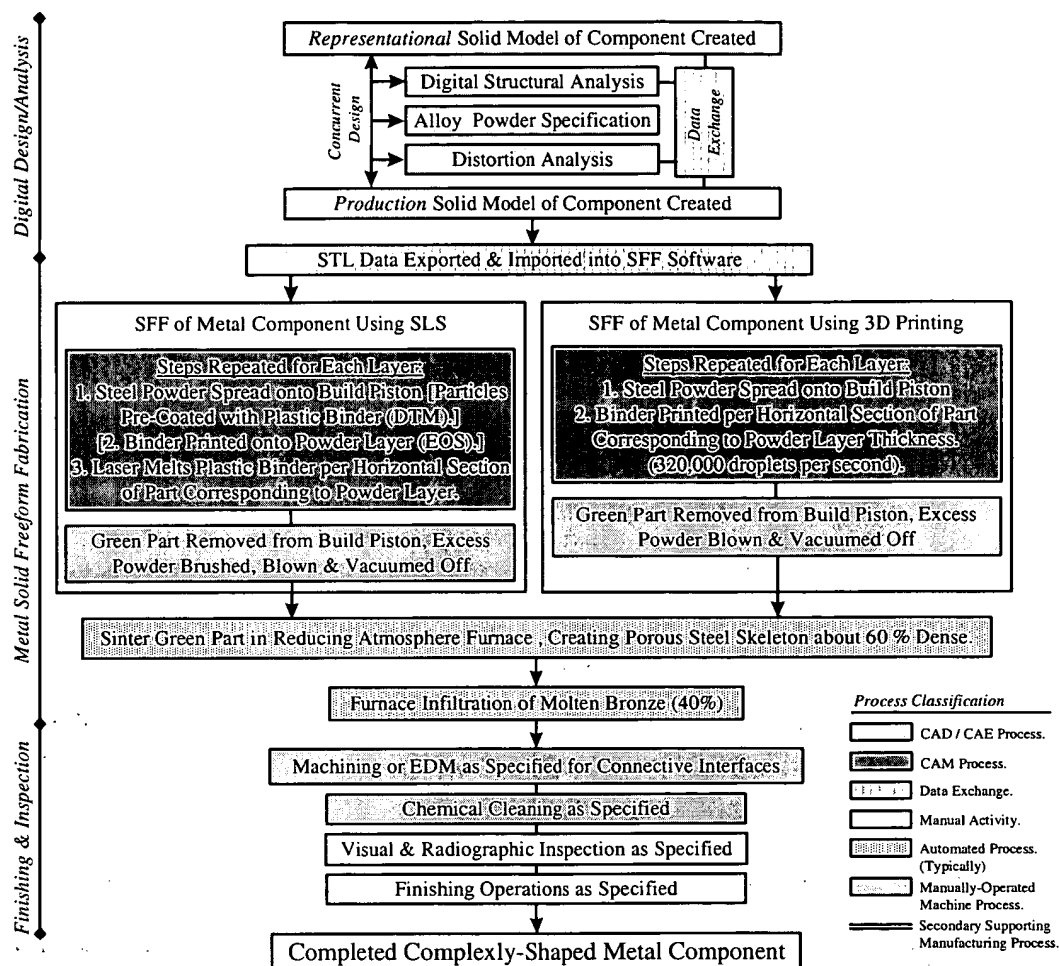 Digital Design/Analysis
Representational Solid Model of Component Created
Concurrent
Design
Digital Structural Analysis
Alloy Powder Specification
Distortion Analysis
Data
Exchange
Production Solid Model of Component Created
Metal Solid Freeform Fabrication
STL Data Exported & Imported into SFF Software
SFF of Metal Component Using SLS
Steps Repeated for Each Layer:
1. Steel Powder Spread onto Build Piston [Particles
Pre-Coated with Plastic Binder (DTM).]
[2. Binder Printed onto Powder Layer (EOS).]
3. Laser Melts Plastic Binder per Horizontal Section
of Part Corresponding to Powder Layer.
Green Part Removed from Build Piston, Excess
Powder Brushed, Blown & Vacuumed Off
SFF of Metal Component Using 3D Printing
Steps Repeated for Each Layer:
1. Steel Powder Spread onto Build Piston
2. Binder Printed per Horizontal Section of Part
Corresponding to Powder Layer Thickness.
(320,000 droplets per second).
Green Part Removed from Build Piston, Excess
Powder Blown & Vacuumed Off
Sinter Green Part in Reducing Atmosphere Furnace , Creating Porous Steel Skeleton about 60 % Dense.
Furnace Infiltration of Molten Bronze (40%)
Finishing & Inspection
Machining or EDM as Specified for Connective Interfaces
Chemical Cleaning as Specified
Visual & Radiographic Inspection as Specified
Finishing Operations as Specified
Completed Complexly-Shaped Metal Component
Process Classification
CAD / CAE Process.
CAM Process.
Data Exchange.
Manual Activity.
Automated Process.
(Typically)
Manually-Operated
Machine Process.
Secondary Supporting
Manufacturing Process.